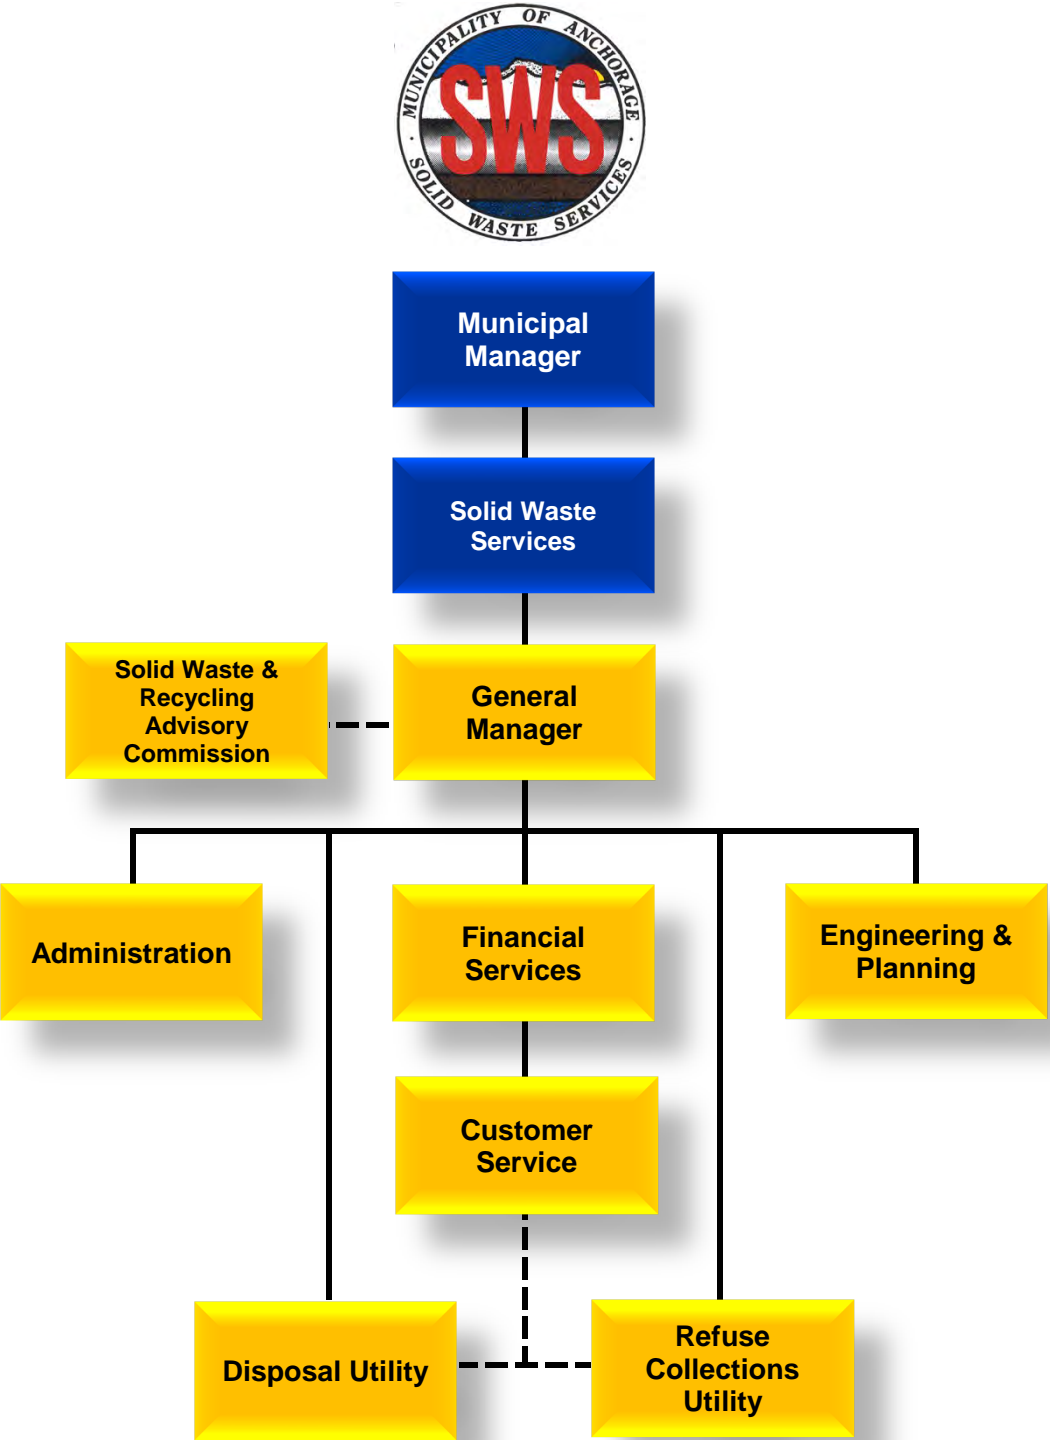 MUNICIPALITY OF ANCHORAGE
SWS
SOLID WASTE SERVICES
Municipal
Manager
Solid Waste
Services
Solid Waste &
Recycling
Advisory
Commission
General
Manager
Administration
Financial
Services
Engineering &
Planning
Customer
Service
Disposal Utility
Refuse
Collections
Utility